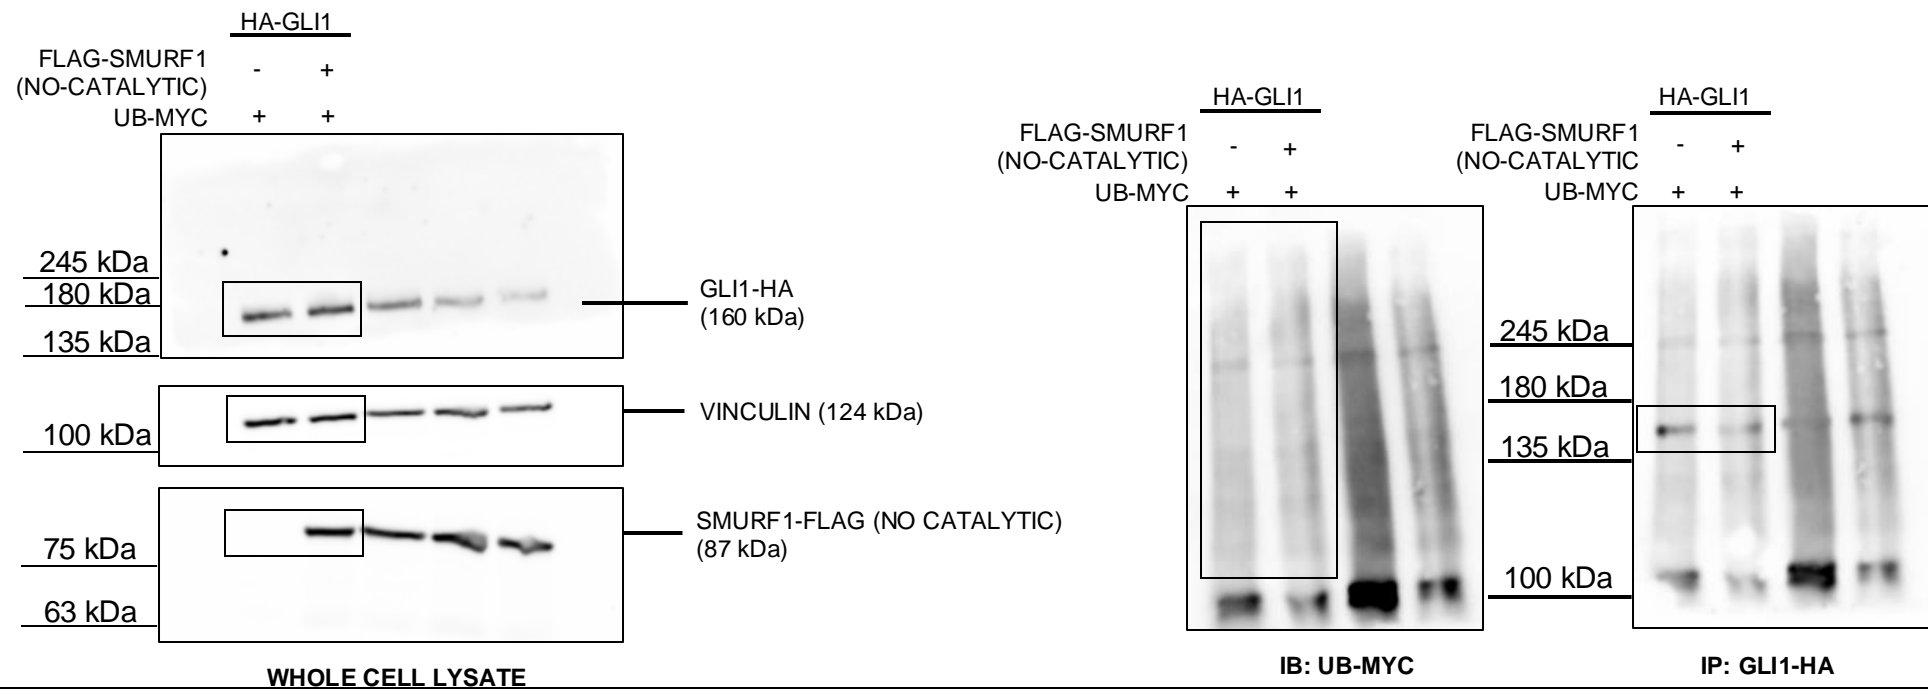 HA-GLI1
FLAG-SMURF1
(NO-CATALYTIC)
- +
UB-MYC + +
245 kDa
180 kDa
135 kDa
GLI1-HA
(160 kDa)
100 kDa
VINCULIN (124 kDa)
75 kDa
63 kDa
SMURF1-FLAG (NO CATALYTIC)
(87 kDa)
WHOLE CELL LYSATE
HA-GLI1
FLAG-SMURF1
(NO-CATALYTIC)
- +
UB-MYC + +
IB: UB-MYC
HA-GLI1
FLAG-SMURF1
(NO-CATALYTIC
- +
UB-MYC + +
245 kDa
180 kDa
135 kDa
100 kDa
IP: GLI1-HA